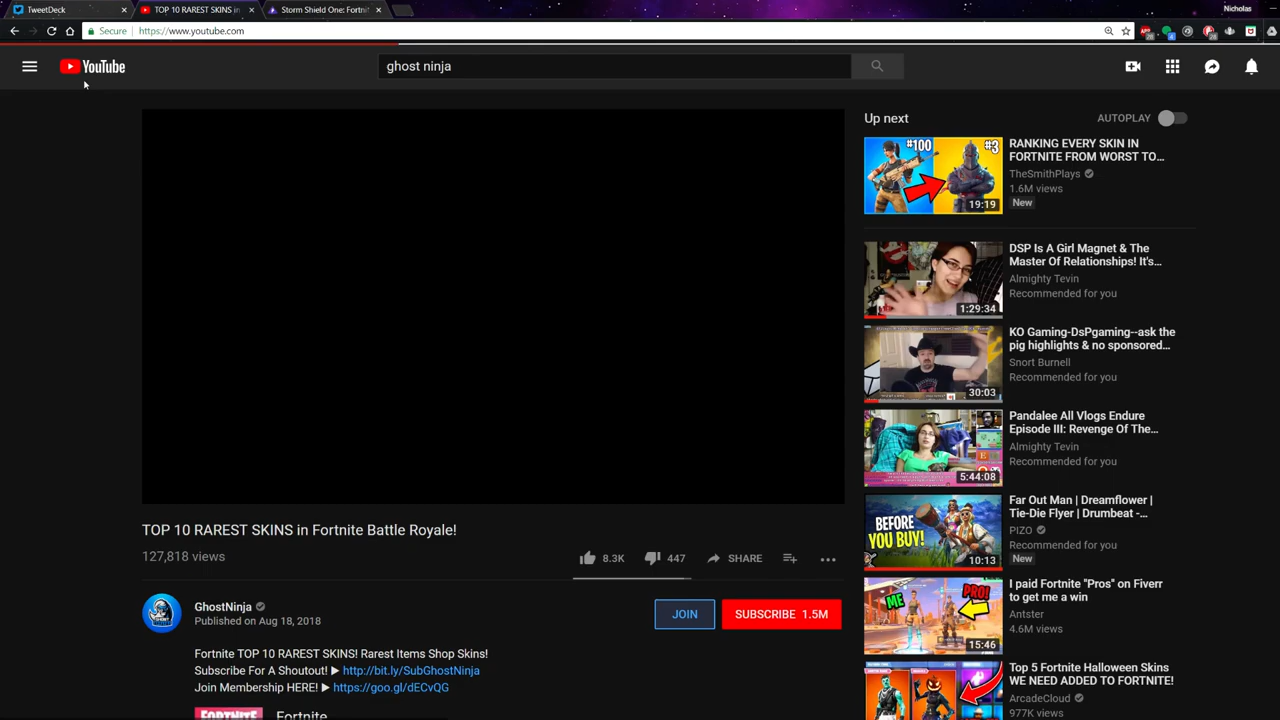 TweetDeck
TOP 10 RAREST SKINS in
Storm Shield One: Fortni
Nicholas
Secure
https://www.youtube.com
YouTube
ghost ninja
Up next
AUTOPLAY
#100
#3
19:19
RANKING EVERY SKIN IN
FORTNITE FROM WORST TO...
TheSmithPlays
1.6M views
New
1:29:34
DSP Is A Girl Magnet & The
Master Of Relationships! It's...
Almighty Tevin
Recommended for you
30:03
KO Gaming-DsPgaming--ask the
pig highlights & no sponsored...
Snort Burnell
Recommended for you
5:44:08
Pandalee All Vlogs Endure
Episode III: Revenge Of The...
Almighty Tevin
Recommended for you
BEFORE
YOU BUY!
10:13
Far Out Man | Dreamflower |
Tie-Die Flyer | Drumbeat -...
PIZO
Recommended for you
New
ME
PRO!
15:46
I paid Fortnite "Pros" on Fiverr
to get me a win
Antster
4.6M views
Top 5 Fortnite Halloween Skins
WE NEED ADDED TO FORTNITE!
ArcadeCloud
977K views
TOP 10 RAREST SKINS in Fortnite Battle Royale!
127,818 views
8.3K
447
SHARE
GhostNinja
Published on Aug 18, 2018
JOIN
SUBSCRIBE 1.5M
Fortnite TOP 10 RAREST SKINS! Rarest Items Shop Skins!
Subscribe For A Shoutout! ▶ http://bit.ly/SubGhostNinja
Join Membership HERE! ▶ https://goo.gl/dECvQG
FORTNITE
Fortnite